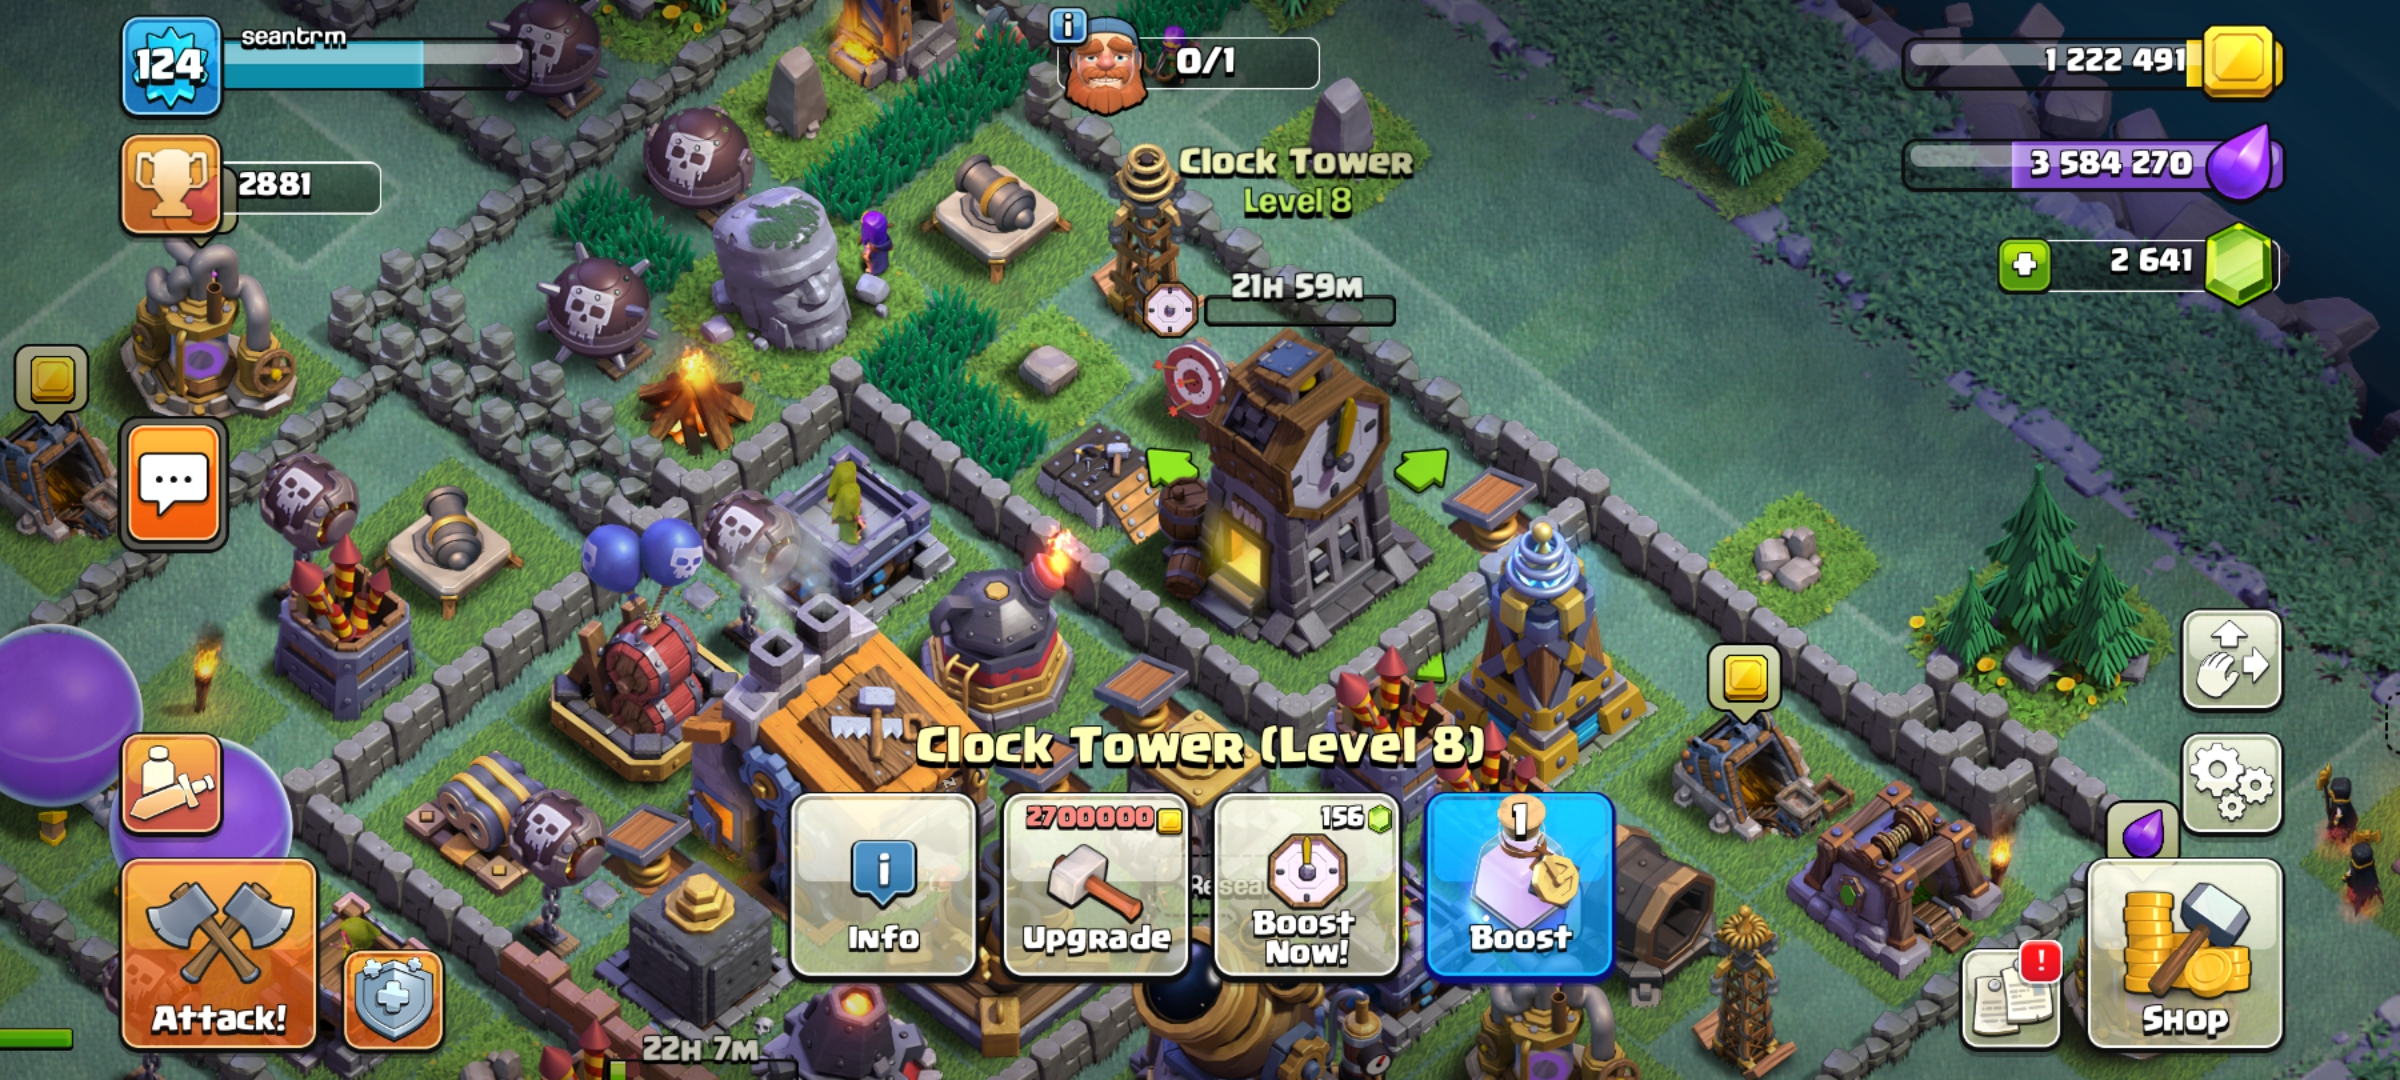 124
seantrm
0/1
1 222 491
2881
Clock Tower
Level 8
3 584 270
2 641
21H 59M
VIII
Clock Tower (Level 8)
2700000
156
1
Info
Upgrade
Boost
Now!
Boost
Attack!
!
Shop
22H 7M